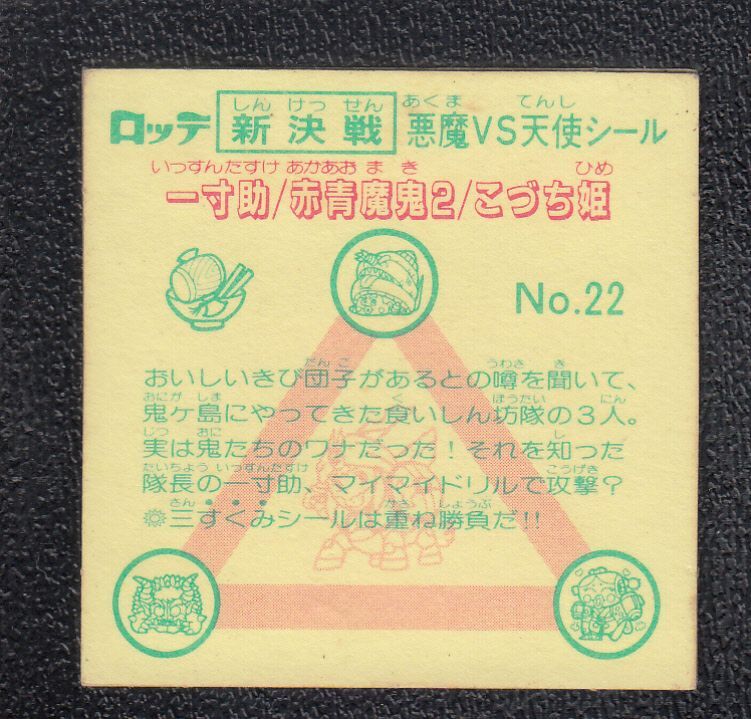 しんけっせん あくま てんし
ロッテ 新決戦 悪魔VS天使シール
いっすんたすけ あかあおまき ひめ
一寸助/赤青魔鬼2/こづち姫
No.22
だんご うわさ き
おいしいきび団子があるとの噂を聞いて、
おにが しま く ぼうたい にん
鬼ヶ島にやってきた食いしん坊隊の3人。
じつ おに し
実は鬼たちのワナだった!それを知った
たいちょう いっすんたすけ こうげき
隊長の一寸助、マイマイドリルで攻撃?
さん かさ しょうぶ
三すくみシールは重ね勝負だ!!